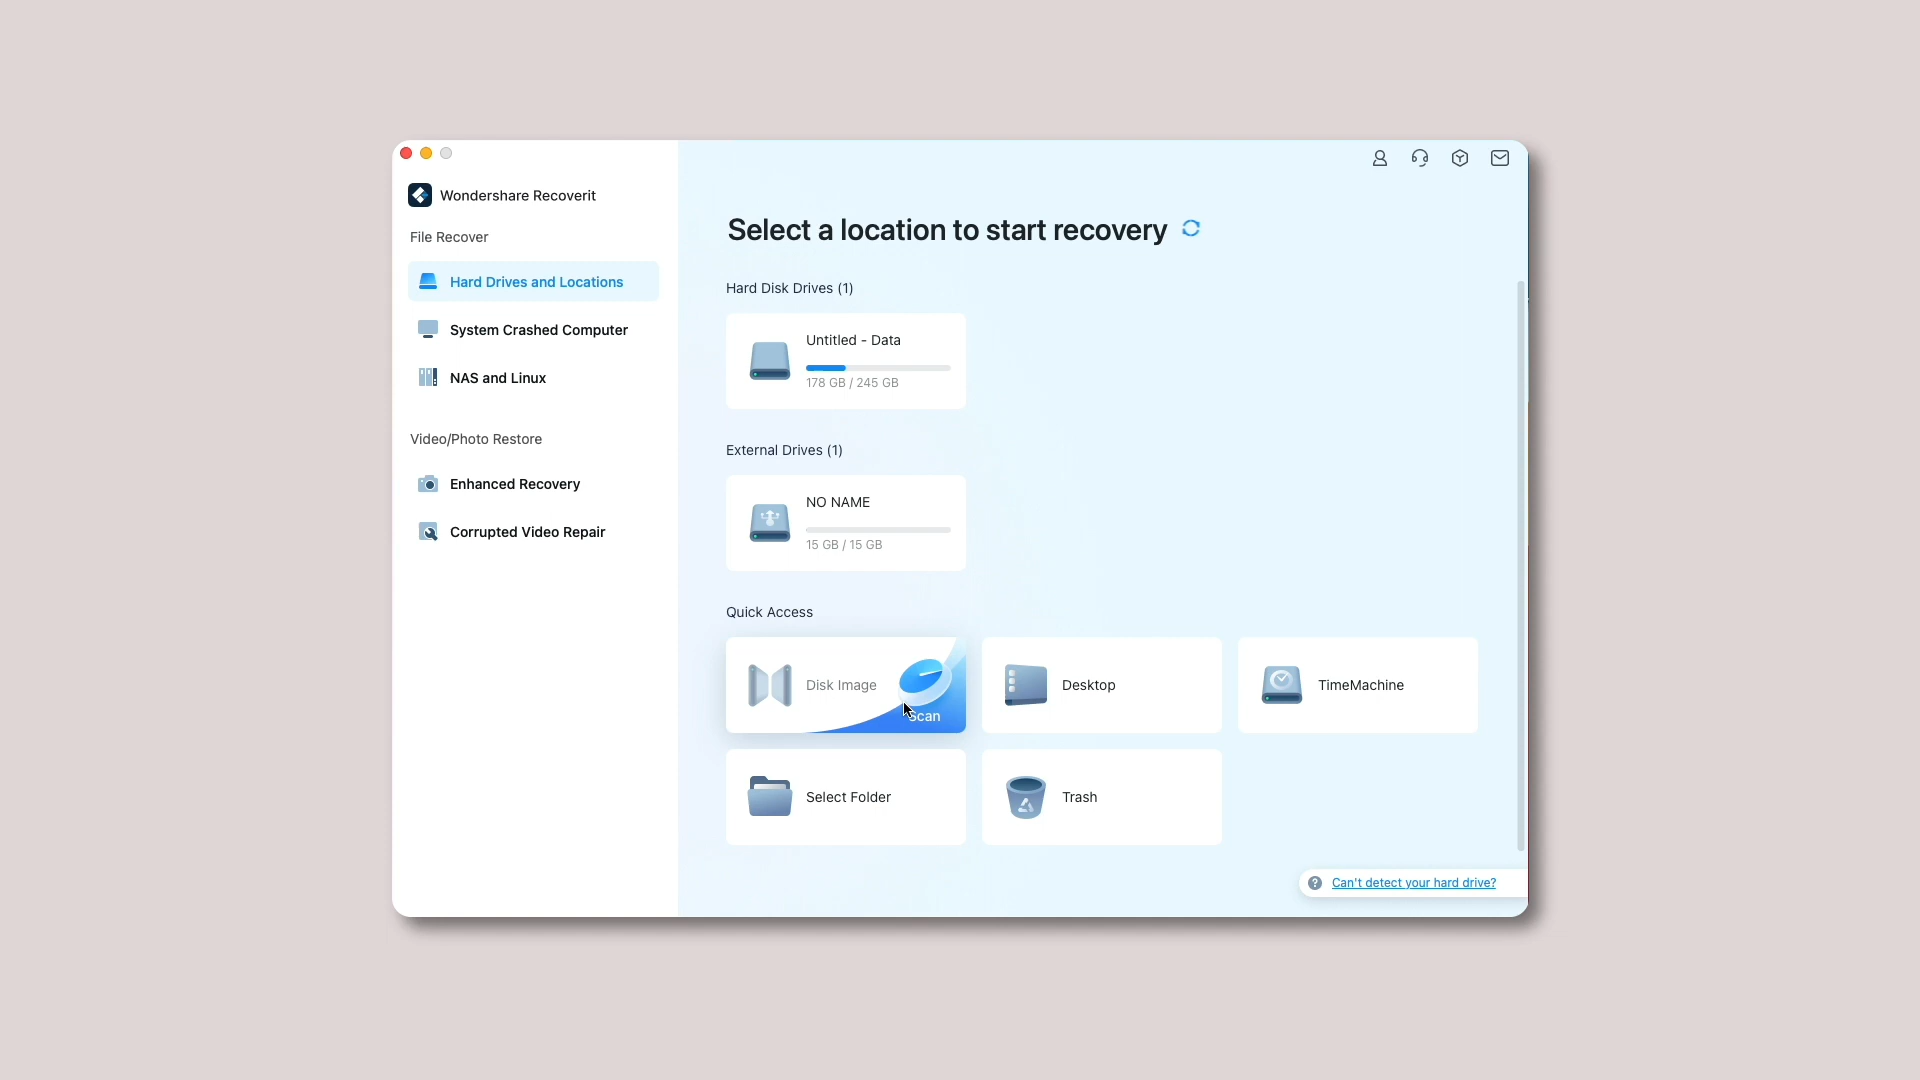 Wondershare Recoverit
File Recover
Hard Drives and Locations
System Crashed Computer
NAS and Linux
Video/Photo Restore
Enhanced Recovery
Corrupted Video Repair
Select a location to start recovery
Hard Disk Drives (1)
Untitled - Data
178 GB / 245 GB
External Drives (1)
NO NAME
15 GB / 15 GB
Quick Access
Disk Image
Scan
Desktop
TimeMachine
Select Folder
Trash
? Can't detect your hard drive?